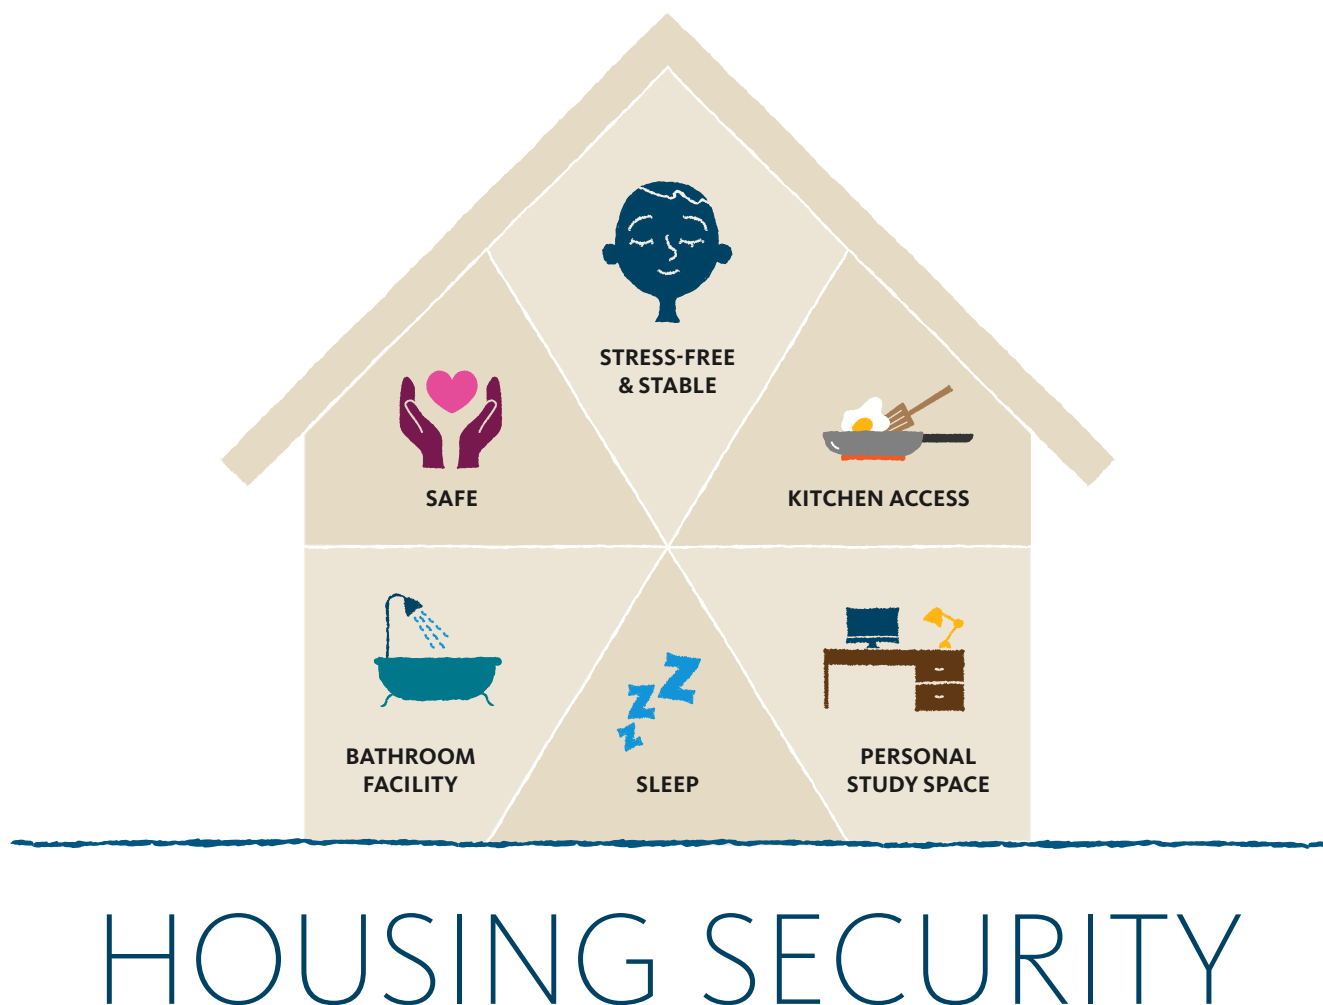 STRESS-FREE
& STABLE
SAFE
KITCHEN ACCESS
BATHROOM
FACILITY
SLEEP
PERSONAL
STUDY SPACE
HOUSING SECURITY